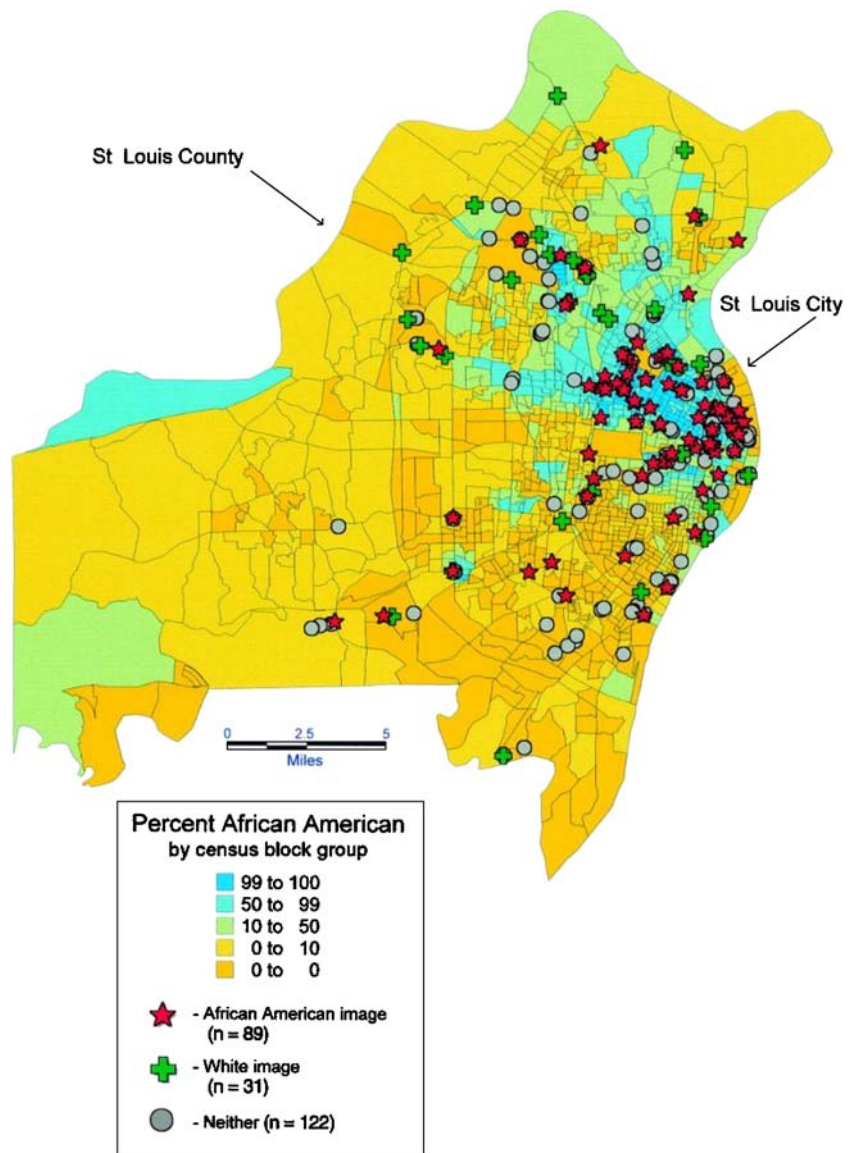 St Louis County
St Louis City
0 2.5 5
Miles
Percent African American
by census block group
99 to 100
50 to 99
10 to 50
0 to 10
0 to 0
- African American image
(n = 89)
- White image
(n = 31)
- Neither (n = 122)